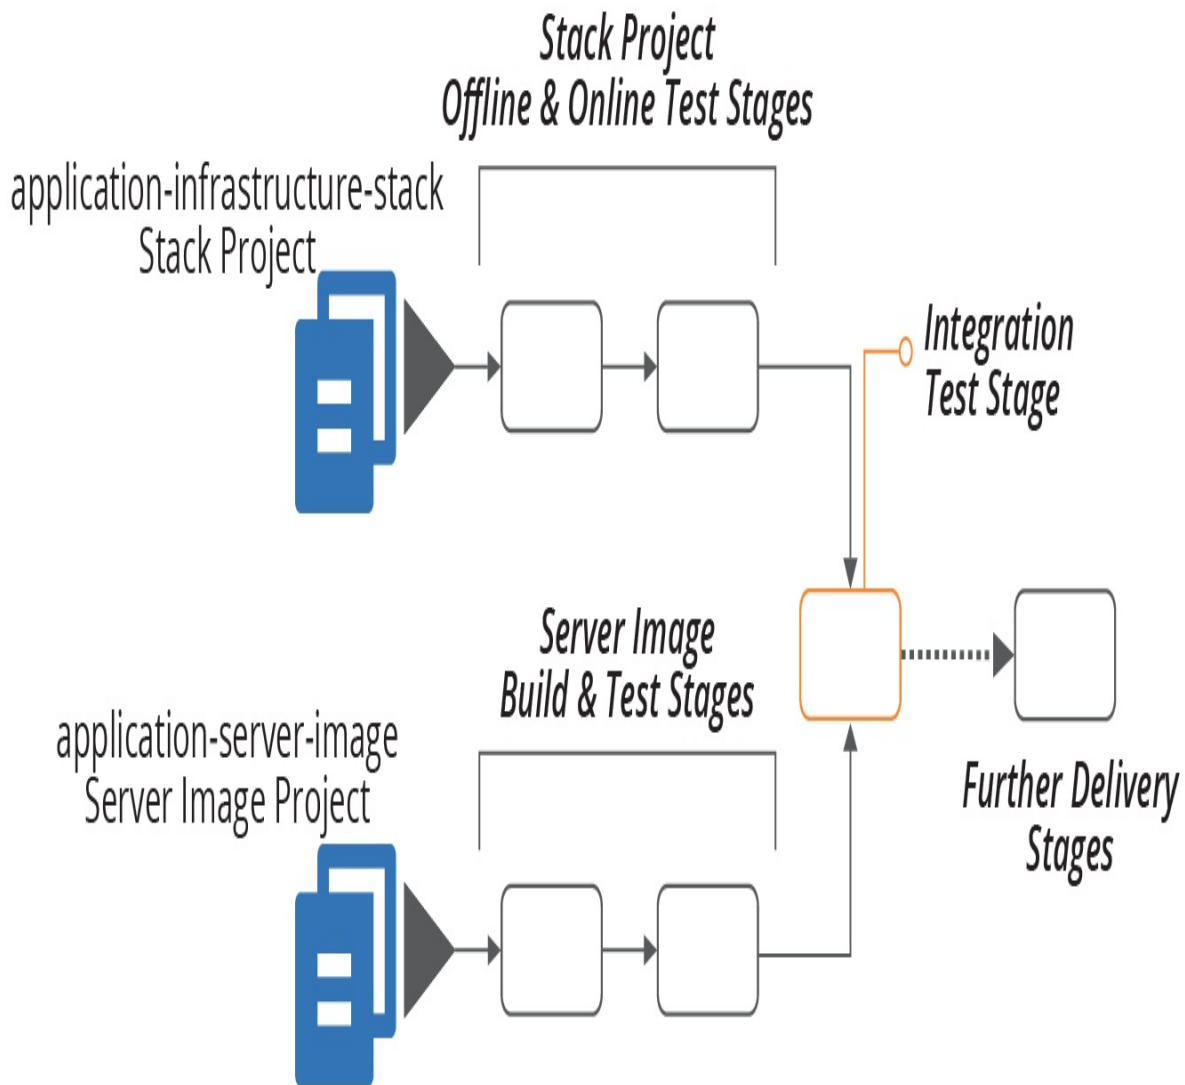 Stack Project
Offline & Online Test Stages
application-infrastructure-stack
Stack Project
Integration
Test Stage
Server Image
Build & Test Stages
application-server-image
Server Image Project
Further Delivery
Stages